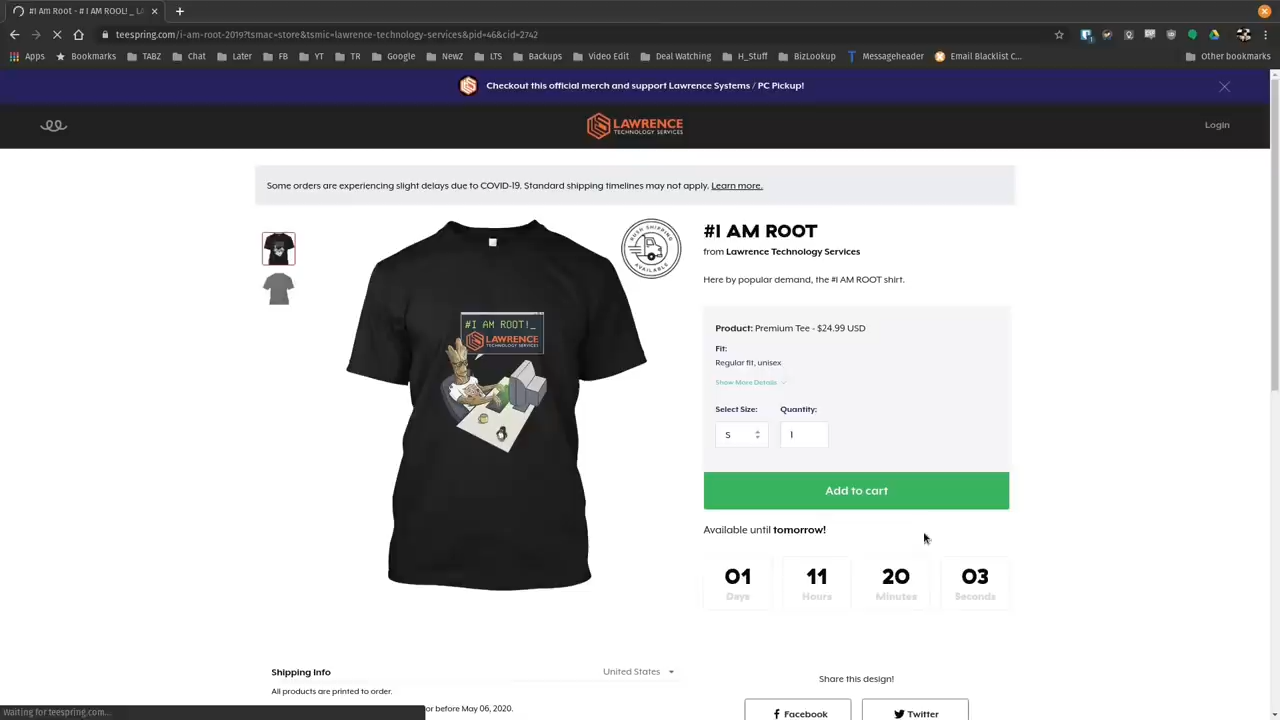 #I Am Root - # I AM ROOL! _ L
teespring.com/i-am-root-2019?tsmac=store&tsmic=lawrence-technology-services&pid=46&cid=2742
Apps Bookmarks TABZ Chat Later FB YT TR Google NewZ LTS Backups Video Edit Deal Watching H_Stuff BizLookup Messageheader Email Blacklist C... Other bookmarks
Checkout this official merch and support Lawrence Systems / PC Pickup!
LAWRENCE
TECHNOLOGY SERVICES
Login
Some orders are experiencing slight delays due to COVID-19. Standard shipping timelines may not apply. Learn more.
RUSH SHIPPING
AVAILABLE
#I AM ROOT!_
LAWRENCE
TECHNOLOGY SERVICES
#I AM ROOT
from Lawrence Technology Services
Here by popular demand, the #I AM ROOT shirt.
Product: Premium Tee - $24.99 USD
Fit:
Regular fit, unisex
Show More Details
Select Size: Quantity:
S 1
Add to cart
Available until tomorrow!
01 11 20 03
Days Hours Minutes Seconds
Shipping Info United States
All products are printed to order.
or before May 06, 2020.
Share this design!
Facebook Twitter
Waiting for teespring.com...